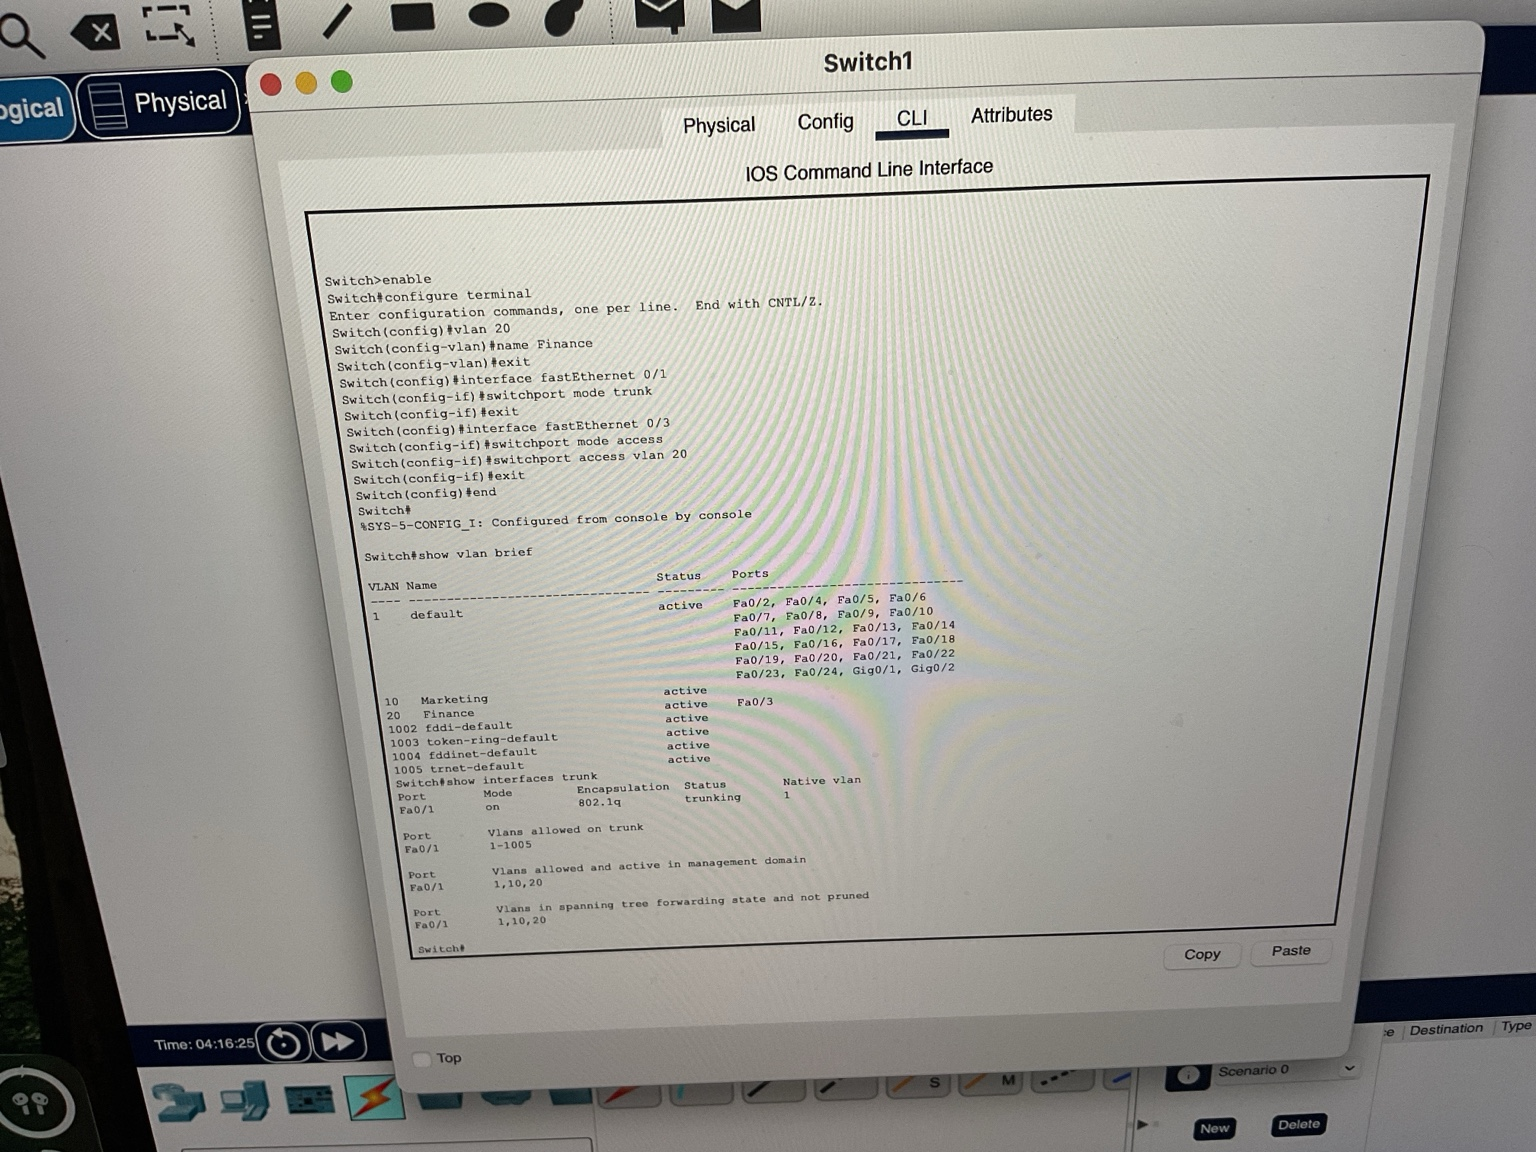 ogical
Physical
Switch1
Physical Config CLI Attributes
IOS Command Line Interface
Switch>enable
Switch#configure terminal
Enter configuration commands, one per line.  End with CNTL/Z.
Switch(config)#vlan 20
Switch(config-vlan)#name Finance
Switch(config-vlan)#exit
Switch(config)#interface fastEthernet 0/1
Switch(config-if)#switchport mode trunk
Switch(config-if)#exit
Switch(config)#interface fastEthernet 0/3
Switch(config-if)#switchport mode access
Switch(config-if)#switchport access vlan 20
Switch(config-if)#exit
Switch(config)#end
Switch#
%SYS-5-CONFIG_I: Configured from console by console
Switch#show vlan brief
VLAN Name Status Ports
---- -------------------------------- --------- -------------------------------
1 default active Fa0/2, Fa0/4, Fa0/5, Fa0/6
Fa0/7, Fa0/8, Fa0/9, Fa0/10
Fa0/11, Fa0/12, Fa0/13, Fa0/14
Fa0/15, Fa0/16, Fa0/17, Fa0/18
Fa0/19, Fa0/20, Fa0/21, Fa0/22
Fa0/23, Fa0/24, Gig0/1, Gig0/2
10 Marketing active
20 Finance active Fa0/3
1002 fddi-default active
1003 token-ring-default active
1004 fddinet-default active
1005 trnet-default active
Switch#show interfaces trunk
Port Mode Encapsulation Status Native vlan
Fa0/1 on 802.1q trunking 1
Port Vlans allowed on trunk
Fa0/1 1-1005
Port Vlans allowed and active in management domain
Fa0/1 1,10,20
Port Vlans in spanning tree forwarding state and not pruned
Fa0/1 1,10,20
Switch#
Copy Paste
Top
Time: 04:16:25
ce Destination Type
Scenario 0
S M
New Delete